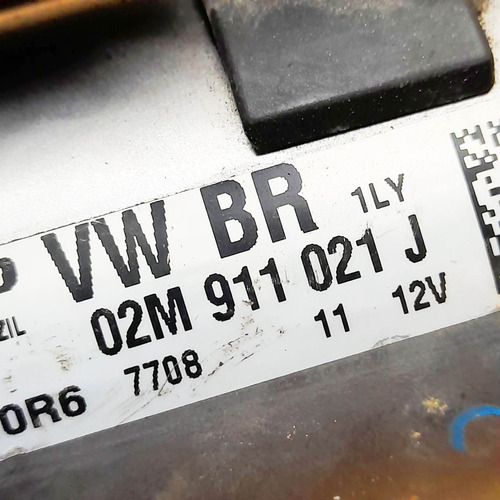 P VW BR 1LY
ZIL 02M 911 021 J
0R6 7708 11 12V